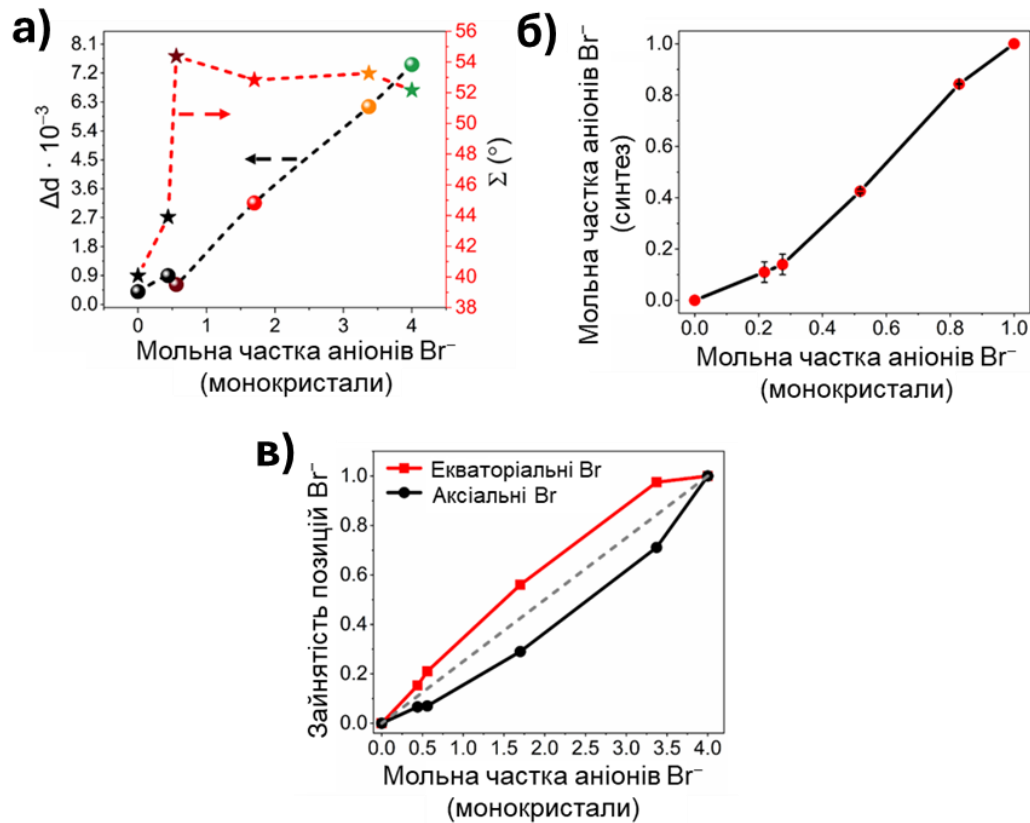 а)
Δd · 10⁻³
8.1
7.2
6.3
5.4
4.5
3.6
2.7
1.8
0.9
0.0
56
54
52
50
48
46
44
42
40
38
Σ (°)
0 1 2 3 4
Мольна частка аніонів Br⁻
(монокристали)
б)
Мольна частка аніонів Br⁻
(синтез)
1.0
0.8
0.6
0.4
0.2
0.0
0.0 0.2 0.4 0.6 0.8 1.0
Мольна частка аніонів Br⁻
(монокристали)
в)
Зайнятість позицій Br⁻
1.0
0.8
0.6
0.4
0.2
0.0
Екваторіальні Br
Аксіальні Br
0.0 0.5 1.0 1.5 2.0 2.5 3.0 3.5 4.0
Мольна частка аніонів Br⁻
(монокристали)